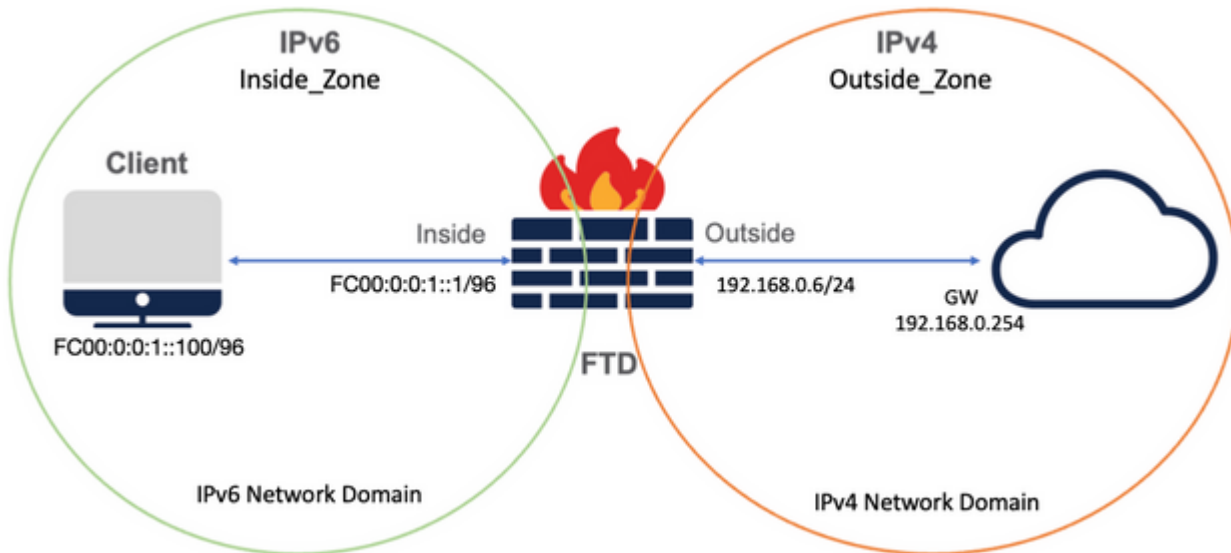 IPv6
Inside_Zone
IPv4
Outside_Zone
Client
Inside
Outside
FC00:0:0:1::1/96
192.168.0.6/24
GW
192.168.0.254
FC00:0:0:1::100/96
FTD
IPv6 Network Domain
IPv4 Network Domain